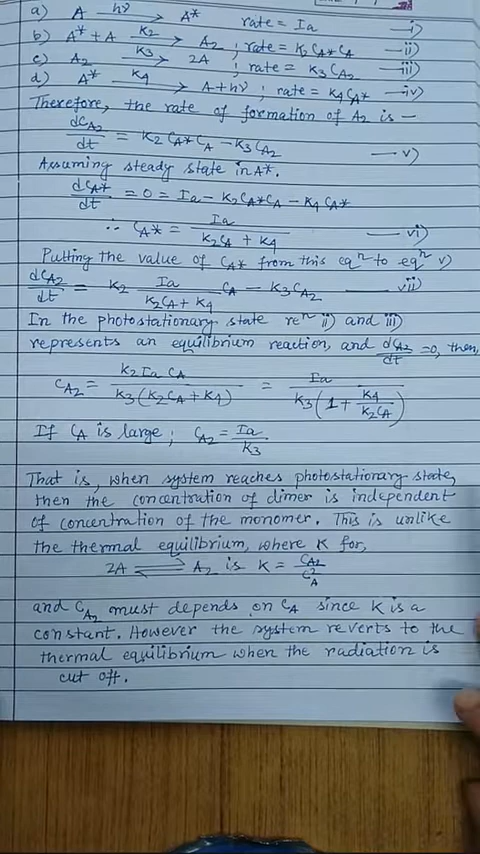 a) A hν→ A* rate = Ia —i)
b) A* + A K2→ A2 ; rate = K2 CA* CA —ii)
c) A2 K3→ 2A ; rate = K3 CA2 —iii)
d) A* K4→ A + hν ; rate = K4 CA* —iv)
Therefore, the rate of formation of A2 is —
dCA2/dt = K2 CA* CA – K3 CA2 —v)
Assuming steady state in A*.
dCA*/dt = 0 = Ia – K2 CA* CA – K4 CA*
∴ CA* = Ia / (K2 CA + K4) —vi)
Putting the value of CA* from this eqn to eqn v)
dCA2/dt = K2 Ia / (K2 CA + K4) CA – K3 CA2 —vii)
In the photostationary state ren ii) and iii)
represents an equilibrium reaction, and dCA2/dt = 0, then,
CA2 = K2 Ia CA / K3 (K2 CA + K4) = Ia / K3 (1 + K4 / K2 CA)
If CA is large ; CA2 = Ia / K3
That is, when system reaches photostationary state,
then the concentration of dimer is independent
of concentration of the monomer. This is unlike
the thermal equilibrium, where K for,
2A ⇌ A2 is K = CA2 / C²A
and CA2 must depends on CA since K is a
constant. However the system reverts to the
thermal equilibrium when the radiation is
cut off.